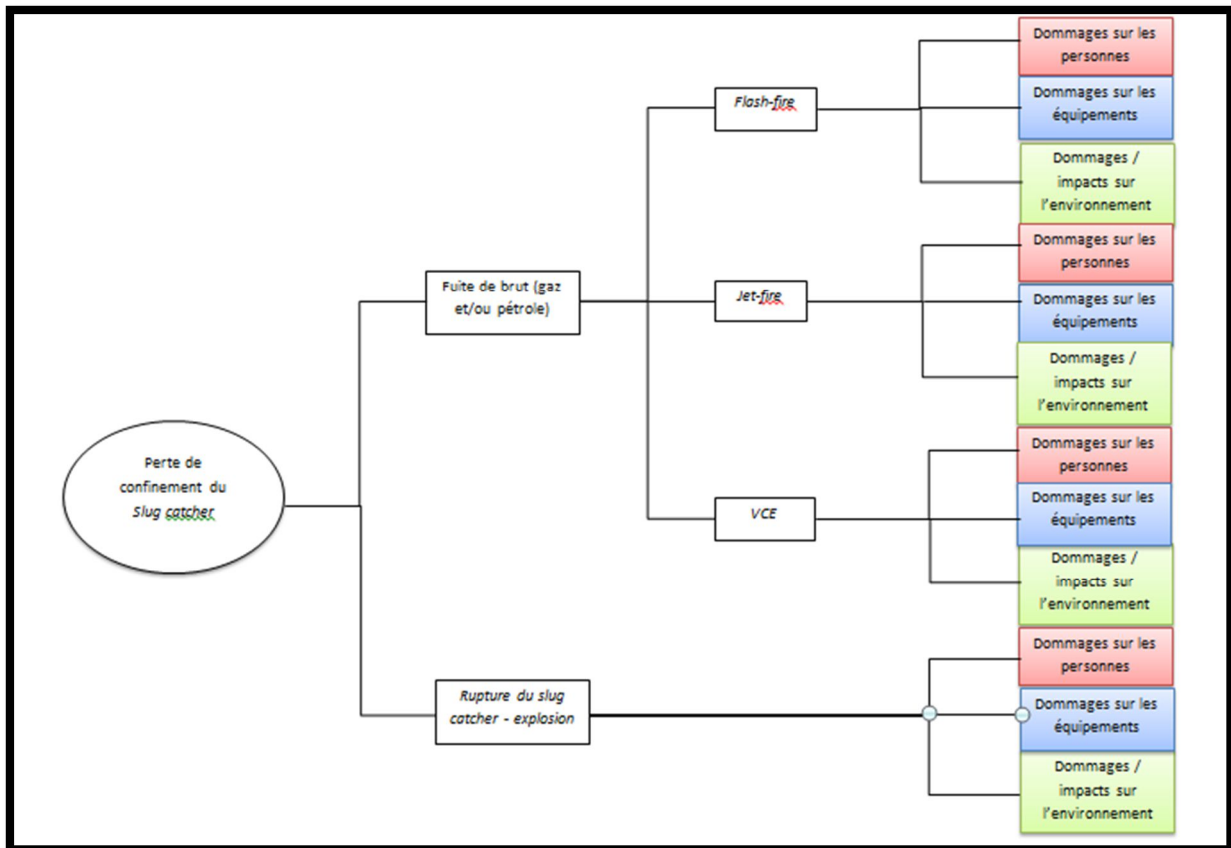 Dommages sur les
personnes
Flash-fire
Dommages sur les
équipements
Dommages /
impacts sur
l'environnement
Dommages sur les
personnes
Fuite de brut (gaz
et/ou pétrole)
Jet-fire
Dommages sur les
équipements
Dommages /
impacts sur
l'environnement
Dommages sur les
personnes
Perte de
confinement du
Slug catcher
VCE
Dommages sur les
équipements
Dommages /
impacts sur
l'environnement
Dommages sur les
personnes
Rupture du slug
catcher - explosion
Dommages sur les
équipements
Dommages /
impacts sur
l'environnement